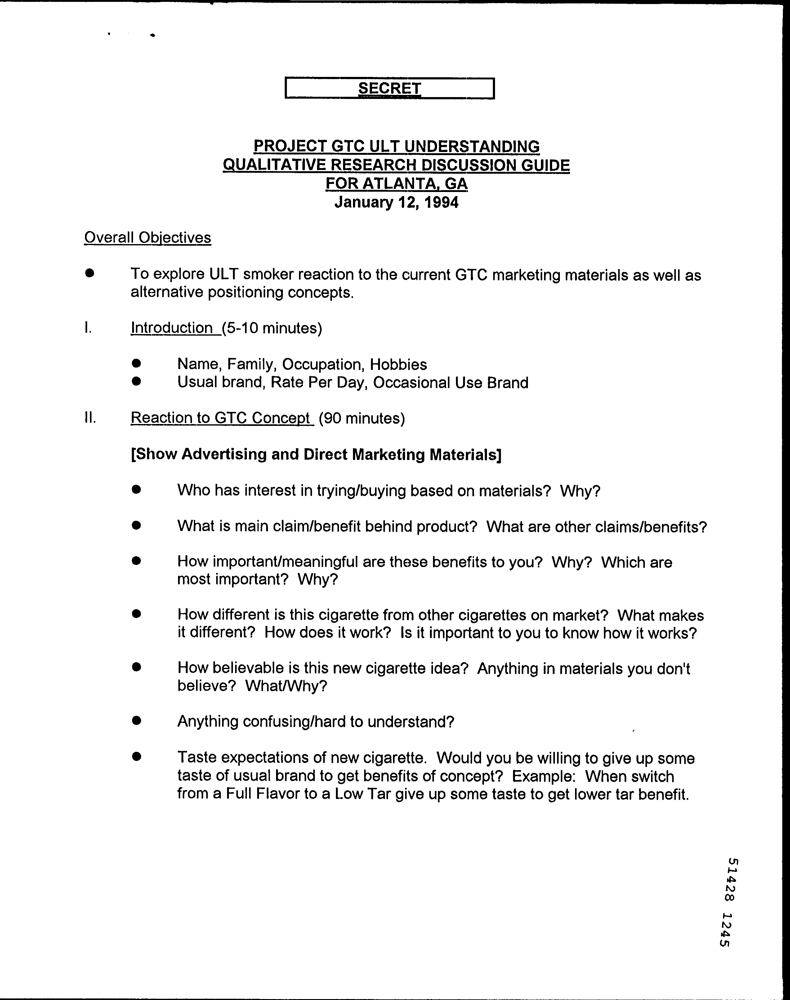 SECRET
PROJECT GTC ULT UNDERSTANDING
QUALITATIVE RESEARCH DISCUSSION GUIDE
FOR ATLANTA, GA
January 12, 1994
Overall Objectives
● To explore ULT smoker reaction to the current GTC marketing materials as well as
alternative positioning concepts.
I. Introduction (5-10 minutes)
● Name, Family, Occupation, Hobbies
● Usual brand, Rate Per Day, Occasional Use Brand
II. Reaction to GTC Concept (90 minutes)
[Show Advertising and Direct Marketing Materials]
● Who has interest in trying/buying based on materials? Why?
● What is main claim/benefit behind product? What are other claims/benefits?
● How important/meaningful are these benefits to you? Why? Which are
most important? Why?
● How different is this cigarette from other cigarettes on market? What makes
it different? How does it work? Is it important to you to know how it works?
● How believable is this new cigarette idea? Anything in materials you don't
believe? What/Why?
● Anything confusing/hard to understand?
● Taste expectations of new cigarette. Would you be willing to give up some
taste of usual brand to get benefits of concept? Example: When switch
from a Full Flavor to a Low Tar give up some taste to get lower tar benefit.
51428 1245